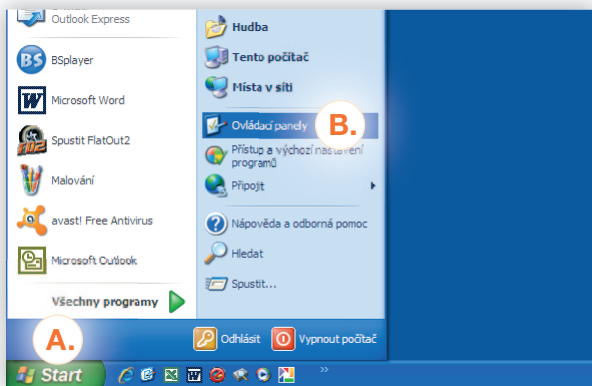 Outlook Express
BSplayer
Microsoft Word
Spustit FlatOut2
Malování
avast! Free Antivirus
Microsoft Outlook
Všechny programy
Hudba
Tento počítač
Místa v síti
Ovládací panely
B.
Přístup a výchozí nastavení
programů
Připojit
Nápověda a odborná pomoc
Hledat
Spustit...
Odhlásit
Vypnout počítač
A.
Start